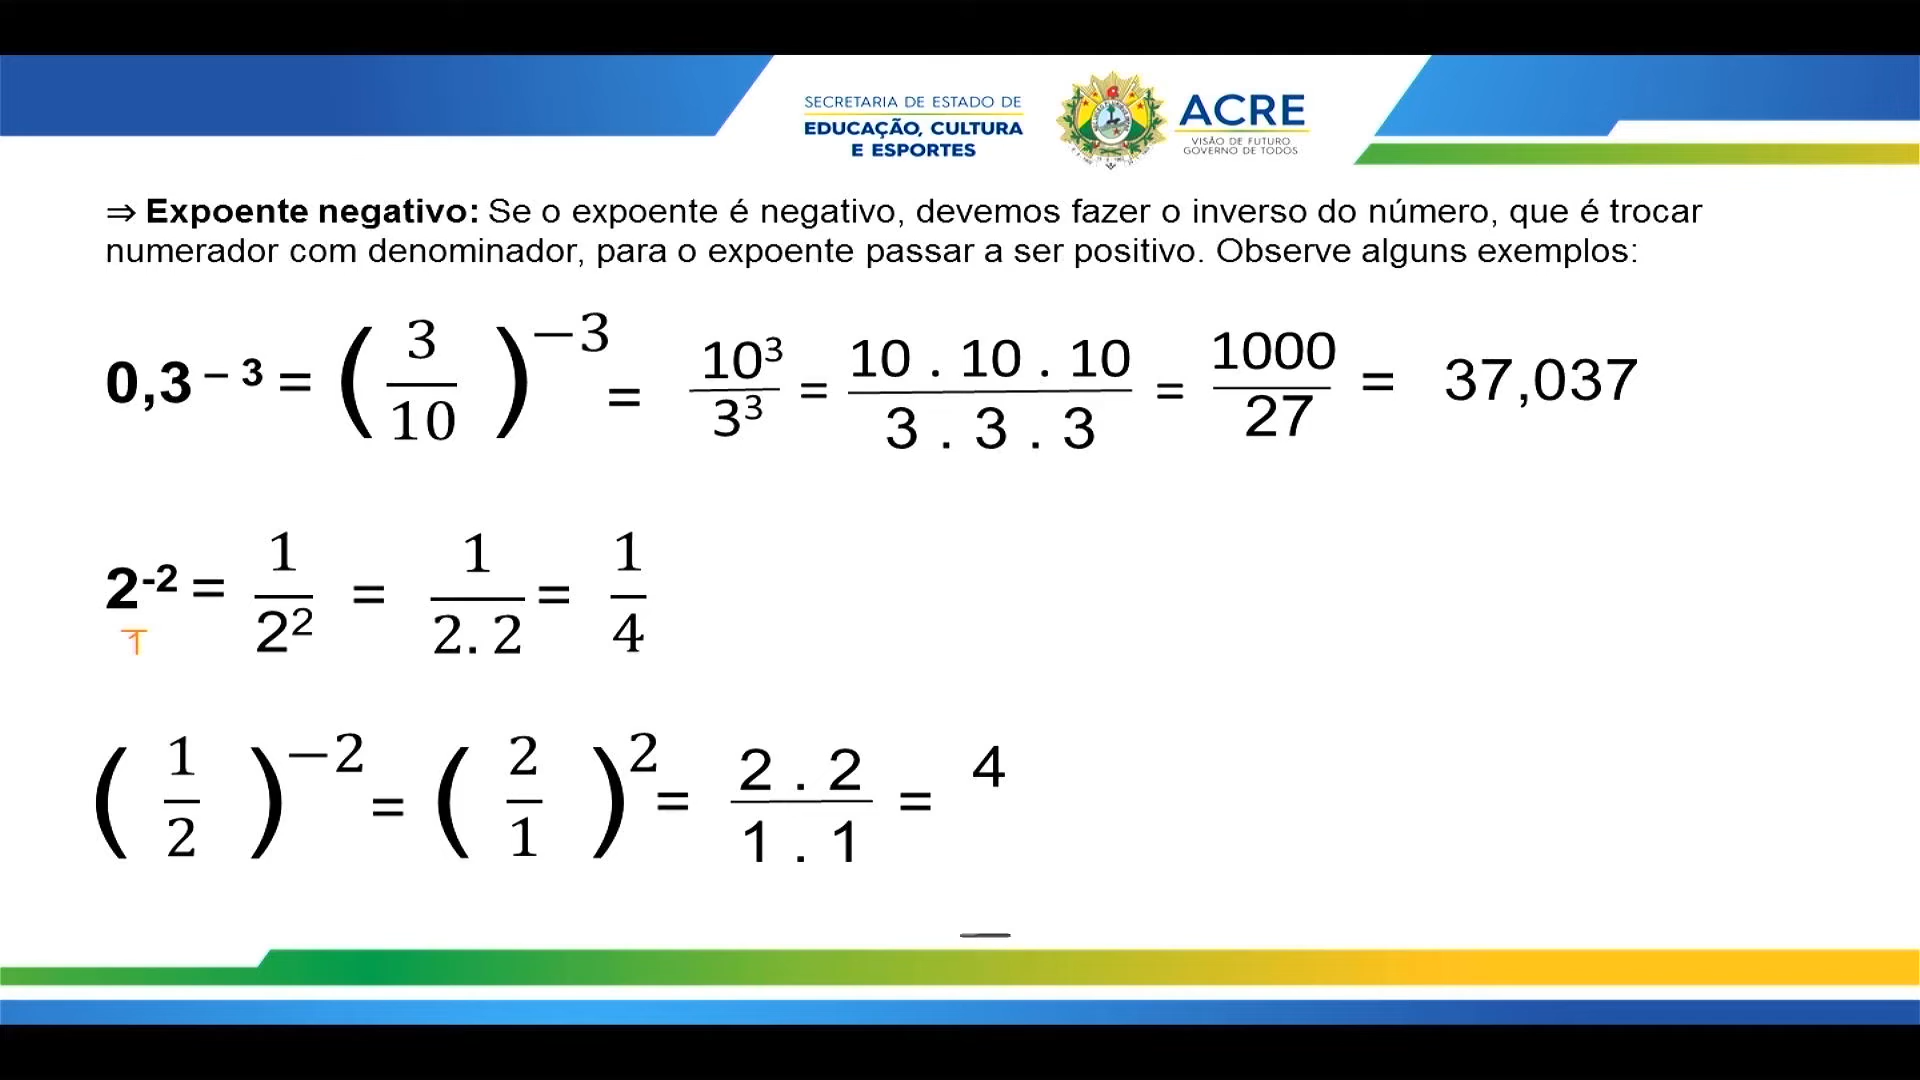 SECRETARIA DE ESTADO DE
EDUCAÇÃO, CULTURA
E ESPORTES
ACRE
VISÃO DE FUTURO
GOVERNO DE TODOS
⇒ Expoente negativo: Se o expoente é negativo, devemos fazer o inverso do número, que é trocar
numerador com denominador, para o expoente passar a ser positivo. Observe alguns exemplos:
0,3⁻³ = (3/10)⁻³ = 10³/3³ = 10 . 10 . 10/3 . 3 . 3 = 1000/27 = 37,037
2⁻² = 1/2² = 1/2. 2 = 1/4
1
(1/2)⁻² = (2/1)² = 2 . 2/1 . 1 = 4